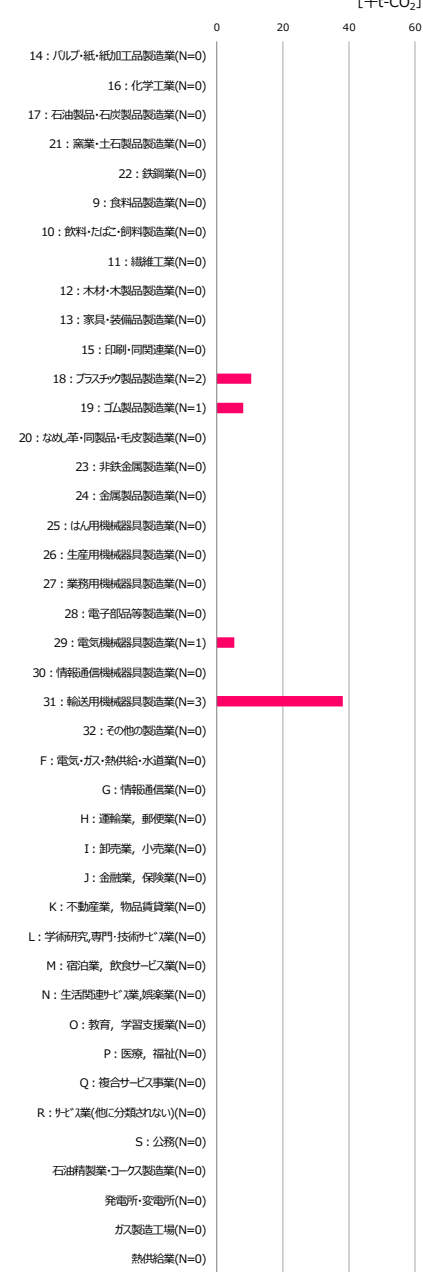 [千t-CO₂]
0 20 40 60
14：パルプ・紙・紙加工品製造業(N=0)
16：化学工業(N=0)
17：石油製品・石炭製品製造業(N=0)
21：窯業・土石製品製造業(N=0)
22：鉄鋼業(N=0)
9：食料品製造業(N=0)
10：飲料・たばこ・飼料製造業(N=0)
11：繊維工業(N=0)
12：木材・木製品製造業(N=0)
13：家具・装備品製造業(N=0)
15：印刷・同関連業(N=0)
18：プラスチック製品製造業(N=2)
19：ゴム製品製造業(N=1)
20：なめし革・同製品・毛皮製造業(N=0)
23：非鉄金属製造業(N=0)
24：金属製品製造業(N=0)
25：はん用機械器具製造業(N=0)
26：生産用機械器具製造業(N=0)
27：業務用機械器具製造業(N=0)
28：電子部品等製造業(N=0)
29：電気機械器具製造業(N=1)
30：情報通信機械器具製造業(N=0)
31：輸送用機械器具製造業(N=3)
32：その他の製造業(N=0)
F：電気・ガス・熱供給・水道業(N=0)
G：情報通信業(N=0)
H：運輸業，郵便業(N=0)
I：卸売業，小売業(N=0)
J：金融業，保険業(N=0)
K：不動産業，物品賃貸業(N=0)
L：学術研究,専門・技術ｻｰﾋﾞｽ業(N=0)
M：宿泊業，飲食サービス業(N=0)
N：生活関連ｻｰﾋﾞｽ業,娯楽業(N=0)
O：教育，学習支援業(N=0)
P：医療，福祉(N=0)
Q：複合サービス事業(N=0)
R：ｻｰﾋﾞｽ業(他に分類されない)(N=0)
S：公務(N=0)
石油精製業・コークス製造業(N=0)
発電所・変電所(N=0)
ガス製造工場(N=0)
熱供給業(N=0)